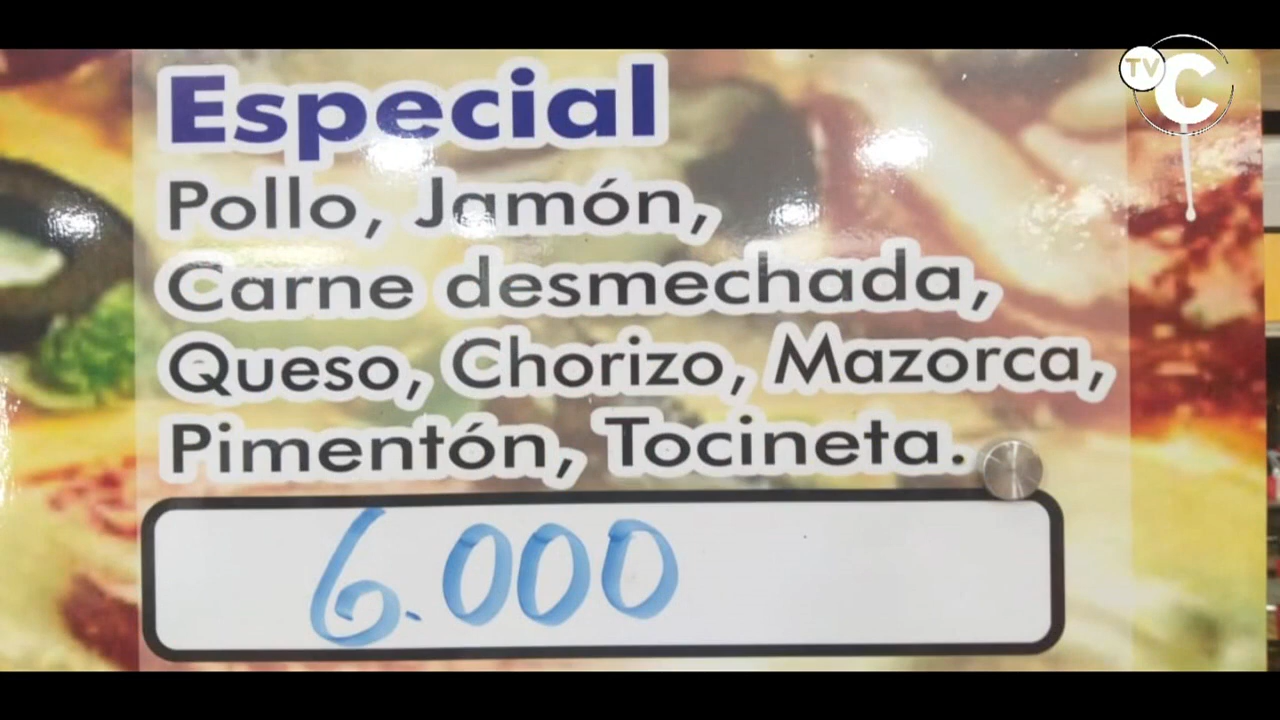 TV C
Especial
Pollo, Jamón,
Carne desmechada,
Queso, Chorizo, Mazorca,
Pimentón, Tocineta.
6.000